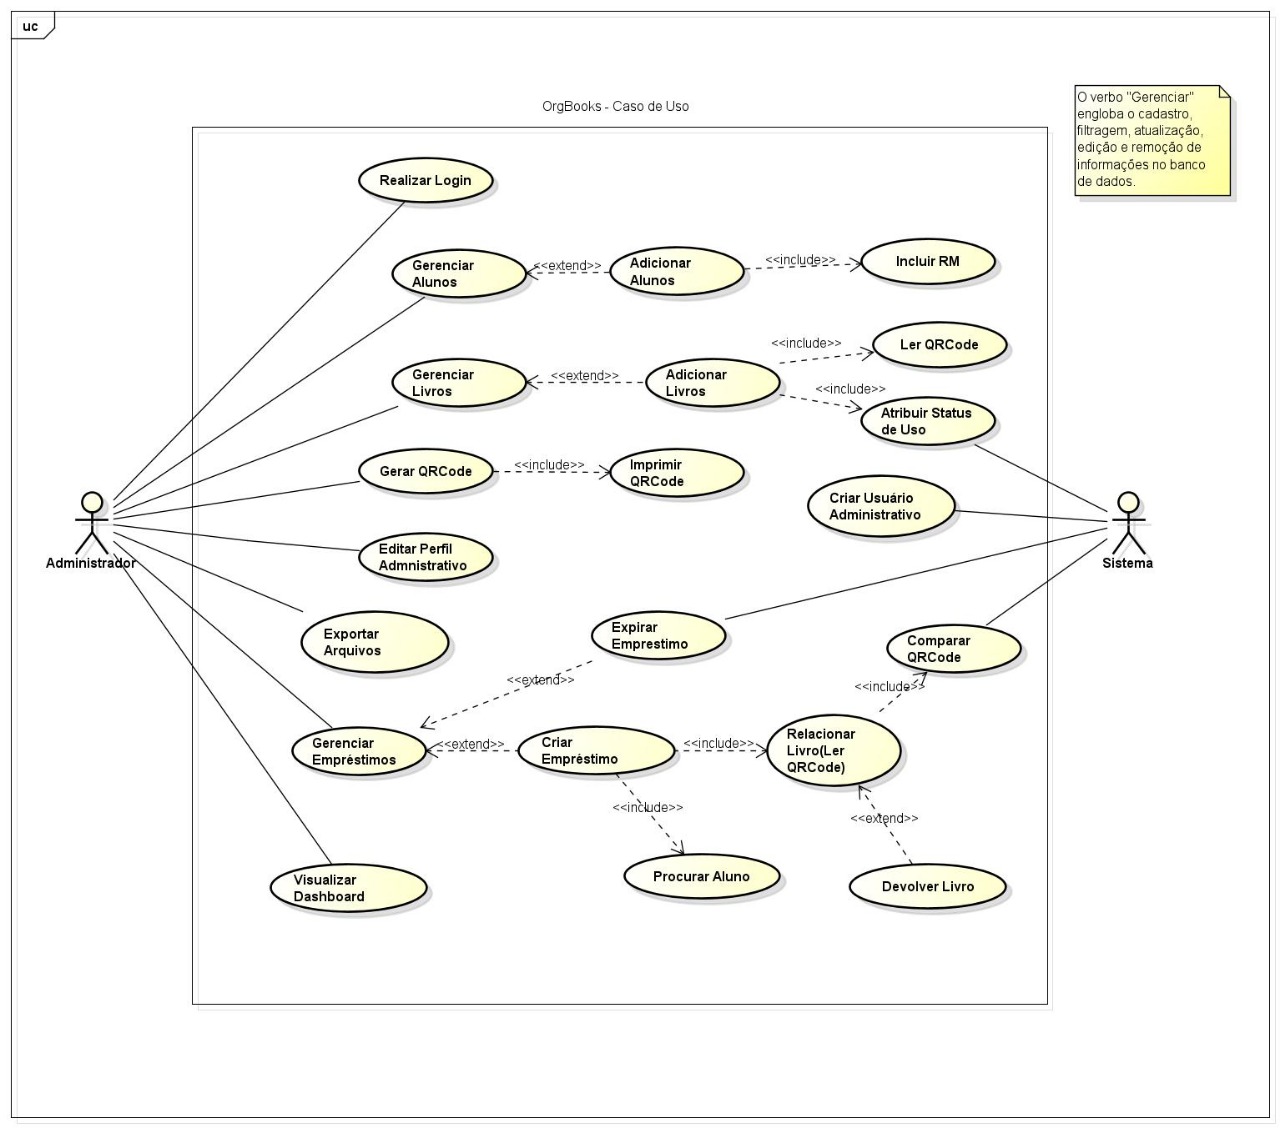 uc
OrgBooks - Caso de Uso
O verbo "Gerenciar"
engloba o cadastro,
filtragem, atualização,
edição e remoção de
informações no banco
de dados.
Realizar Login
Gerenciar
Alunos
<<extend>>
Adicionar
Alunos
<<include>>
Incluir RM
Gerenciar
Livros
<<extend>>
Adicionar
Livros
<<include>>
Ler QRCode
<<include>>
Atribuir Status
de Uso
Gerar QRCode
<<include>>
Imprimir
QRCode
Criar Usuário
Administrativo
Administrador
Sistema
Editar Perfil
Admnistrativo
Exportar
Arquivos
Expirar
Emprestimo
Comparar
QRCode
<<extend>>
<<include>>
Gerenciar
Empréstimos
<<extend>>
Criar
Empréstimo
<<include>>
Relacionar
Livro(Ler
QRCode)
<<include>>
<<extend>>
Visualizar
Dashboard
Procurar Aluno
Devolver Livro